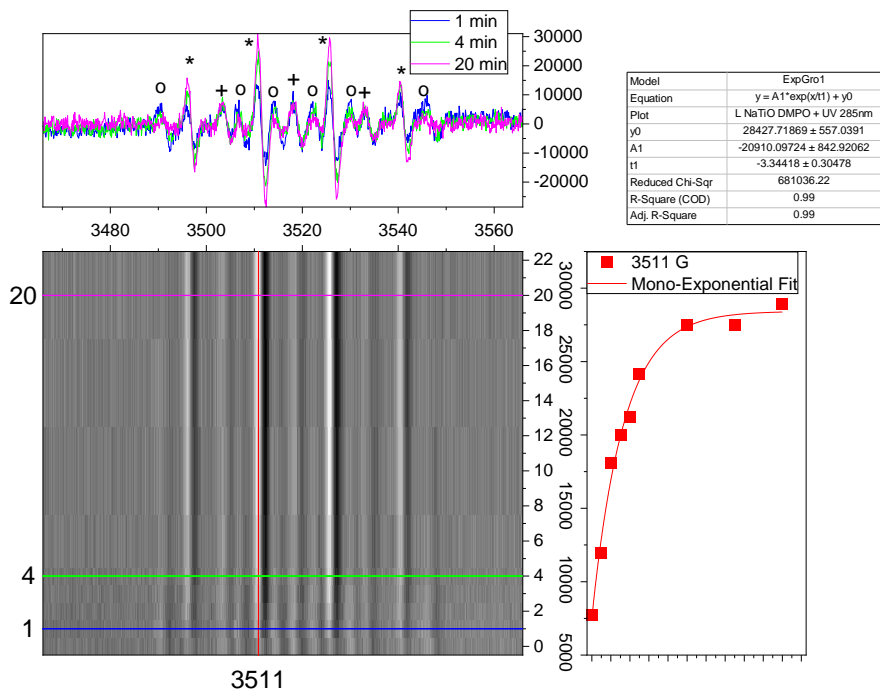 1 min
4 min
20 min
* * * *
o + o o + o o + o
30000
20000
10000
0
-10000
-20000
3480 3500 3520 3540 3560
Model ExpGro1
Equation y = A1*exp(x/t1) + y0
Plot L NaTiO DMPO + UV 285nm
y0 28427.71869 ± 557.0391
A1 -20910.09724 ± 842.92062
t1 -3.34418 ± 0.30478
Reduced Chi-Sqr 681036.22
R-Square (COD) 0.99
Adj. R-Square 0.99
20
4
1
22
20
18
16
14
12
10
8
6
4
2
0
3511
3511 G
Mono-Exponential Fit
30000
25000
20000
15000
10000
5000